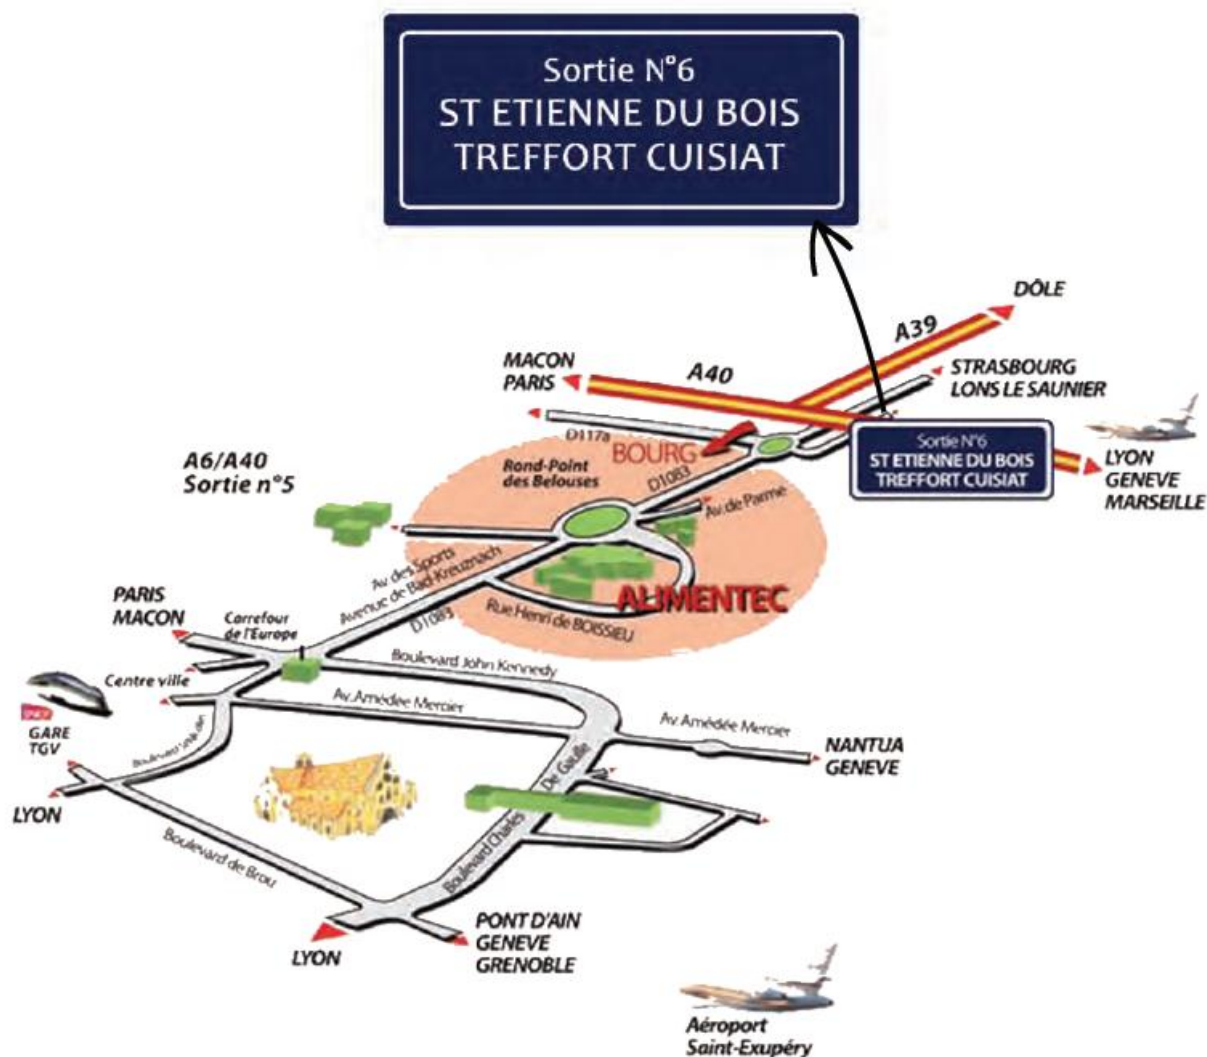 Sortie N°6
ST ETIENNE DU BOIS
TREFFORT CUISIAT
DÔLE
A39
MACON
PARIS
A40
STRASBOURG
LONS LE SAUNIER
D117a
BOURG
Sortie N°6
ST ETIENNE DU BOIS
TREFFORT CUISIAT
LYON
GENEVE
MARSEILLE
A6/A40
Sortie n°5
Rond-Point
des Belouses
D1083
Av. de Parme
Av des Sports
Avenue de Bad-Kreuznach
D1083
ALIMENTEC
Rue Henri de BOISSIEU
PARIS
MACON
Carrefour
de l'Europe
Boulevard John Kennedy
Centre ville
Av. Amédée Mercier
Av. Amédée Mercier
GARE
TGV
Boulevard
NANTUA
GENEVE
LYON
Boulevard Charles De Gaulle
Boulevard de Brou
LYON
PONT D'AIN
GENEVE
GRENOBLE
Aéroport
Saint-Exupéry